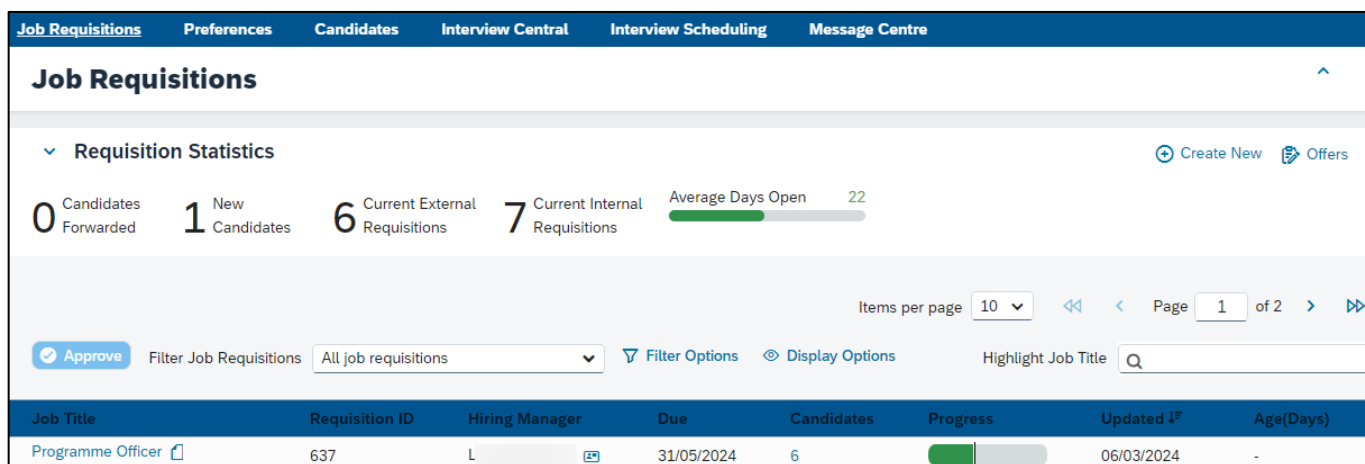 Job Requisitions Preferences Candidates Interview Central Interview Scheduling Message Centre
Job Requisitions
Requisition Statistics Create New Offers
0 Candidates Forwarded 1 New Candidates 6 Current External Requisitions 7 Current Internal Requisitions Average Days Open 22
Items per page 10 Page 1 of 2
Approve Filter Job Requisitions All job requisitions Filter Options Display Options Highlight Job Title
Job Title Requisition ID Hiring Manager Due Candidates Progress Updated Age(Days)
Programme Officer 637 L 31/05/2024 6 06/03/2024 -